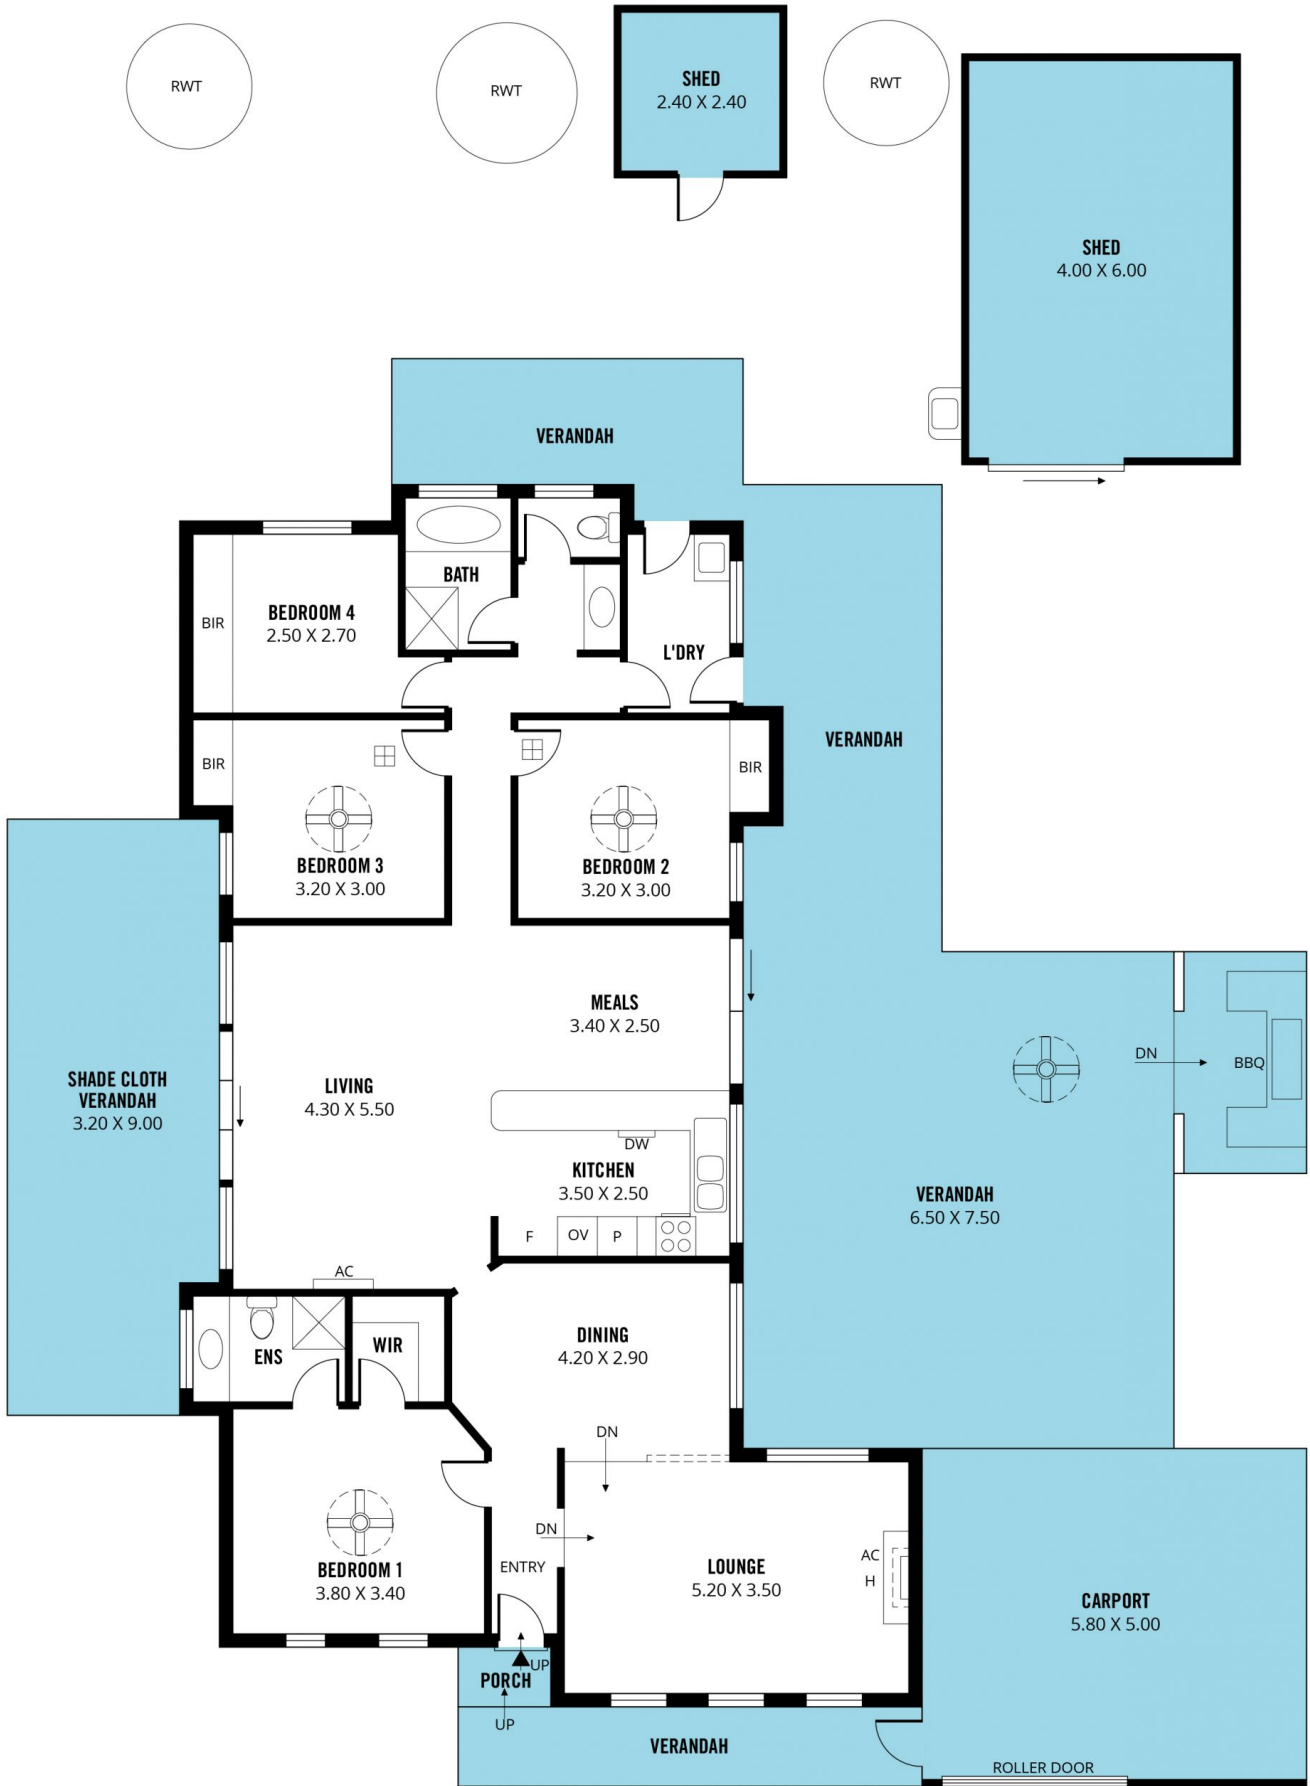 RWT
RWT
SHED
2.40 X 2.40
RWT
SHED
4.00 X 6.00
VERANDAH
BATH
BIR
BEDROOM 4
2.50 X 2.70
L'DRY
BIR
BEDROOM 3
3.20 X 3.00
BEDROOM 2
3.20 X 3.00
BIR
VERANDAH
SHADE CLOTH
VERANDAH
3.20 X 9.00
LIVING
4.30 X 5.50
MEALS
3.40 X 2.50
DW
KITCHEN
3.50 X 2.50
F
OV
P
VERANDAH
6.50 X 7.50
DN
BBQ
AC
ENS
WIR
DINING
4.20 X 2.90
DN
DN
BEDROOM 1
3.80 X 3.40
ENTRY
LOUNGE
5.20 X 3.50
AC
H
CARPORT
5.80 X 5.00
UP
PORCH
UP
VERANDAH
ROLLER DOOR